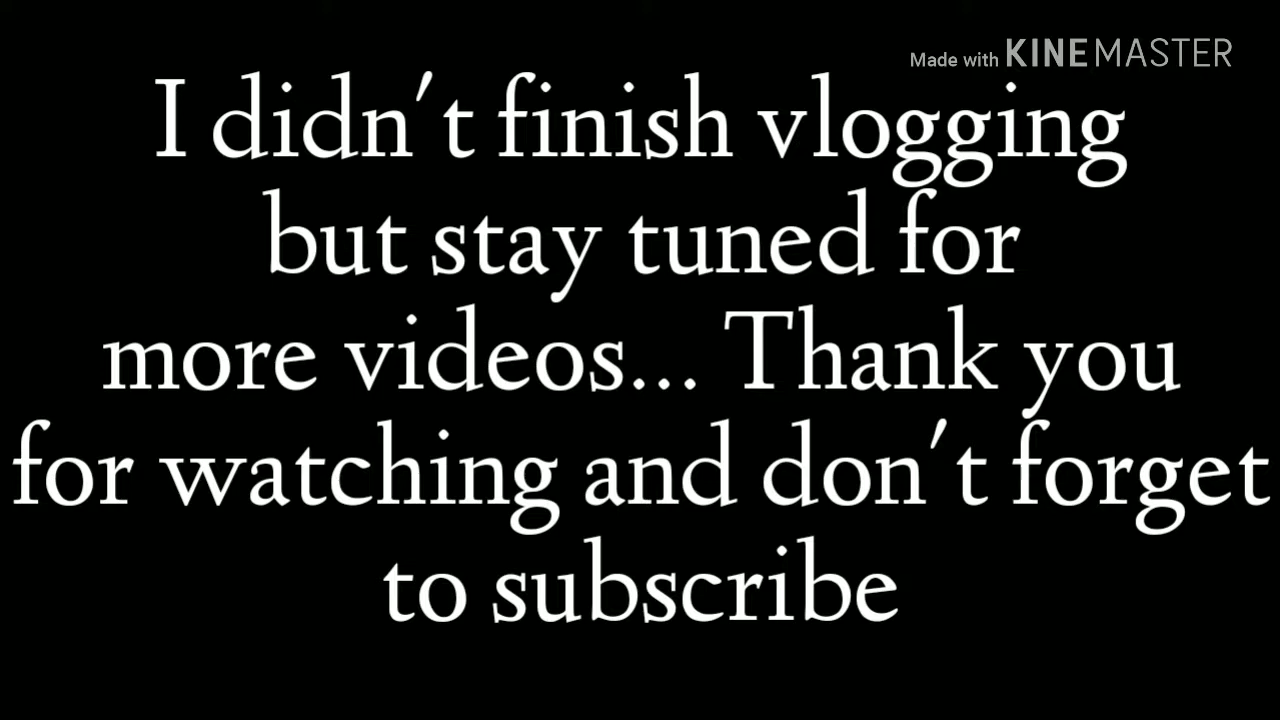 Made with KINEMASTER
I didn't finish vlogging
but stay tuned for
more videos... Thank you
for watching and don't forget
to subscribe